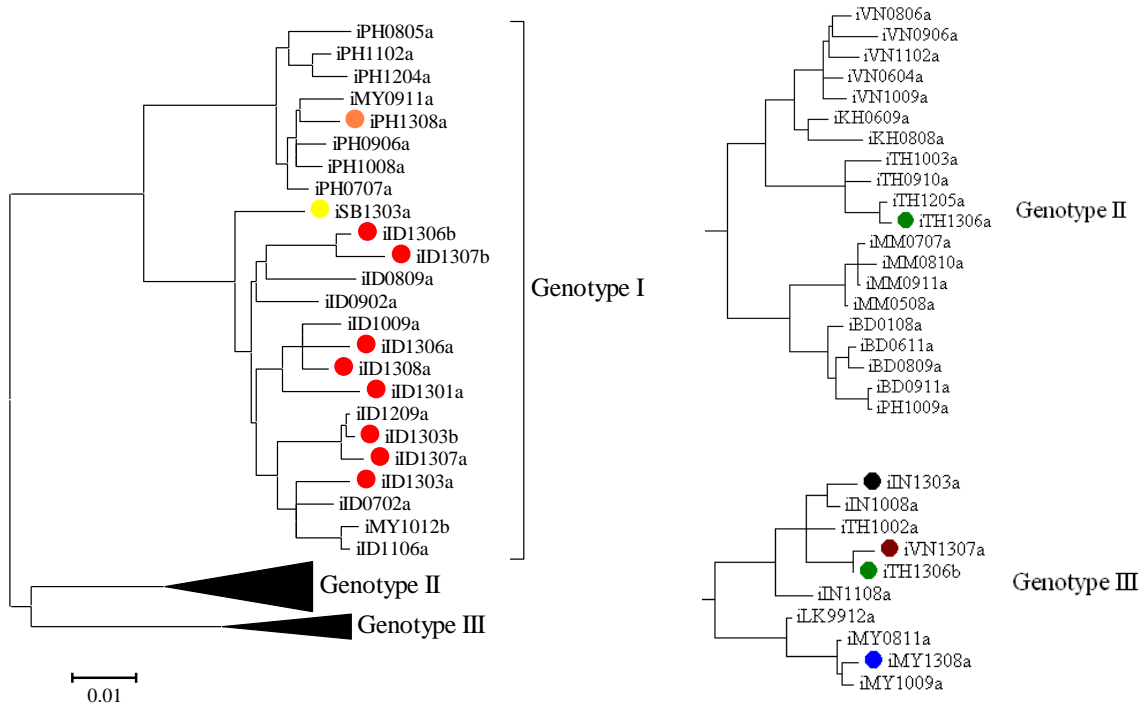 iPH0805a
iPH1102a
iPH1204a
iMY0911a
iPH1308a
iPH0906a
iPH1008a
iPH0707a
iSB1303a
iID1306b
iID1307b
iID0809a
iID0902a
iID1009a
iID1306a
iID1308a
iID1301a
iID1209a
iID1303b
iID1307a
iID1303a
iID0702a
iMY1012b
iID1106a
Genotype I
Genotype II
Genotype III
0.01
iVN0806a
iVN0906a
iVN1102a
iVN0604a
iVN1009a
iKH0609a
iKH0808a
iTH1003a
iTH0910a
iTH1205a
iTH1306a
iMM0707a
iMM0810a
iMM0911a
iMM0508a
iBD0108a
iBD0611a
iBD0809a
iBD0911a
iPH1009a
Genotype II
iIN1303a
iIN1008a
iTH1002a
iVN1307a
iTH1306b
iIN1108a
iLK9912a
iMY0811a
iMY1308a
iMY1009a
Genotype III